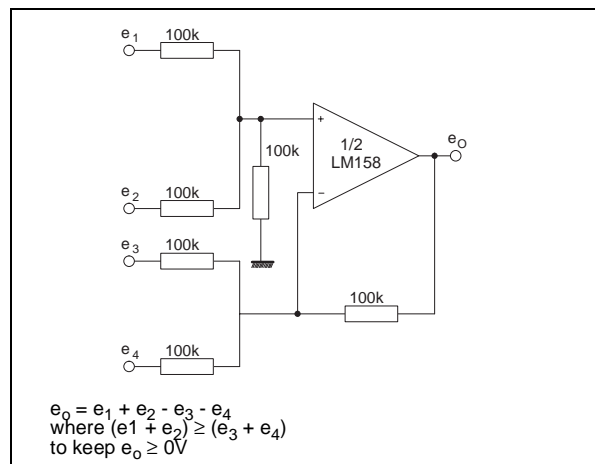 e1
100k
+
100k
1/2
LM158
eO
e2
100k
−
e3
100k
100k
e4
100k
eo = e1 + e2 - e3 - e4
where (e1 + e2) ≥ (e3 + e4)
to keep eo ≥ 0V